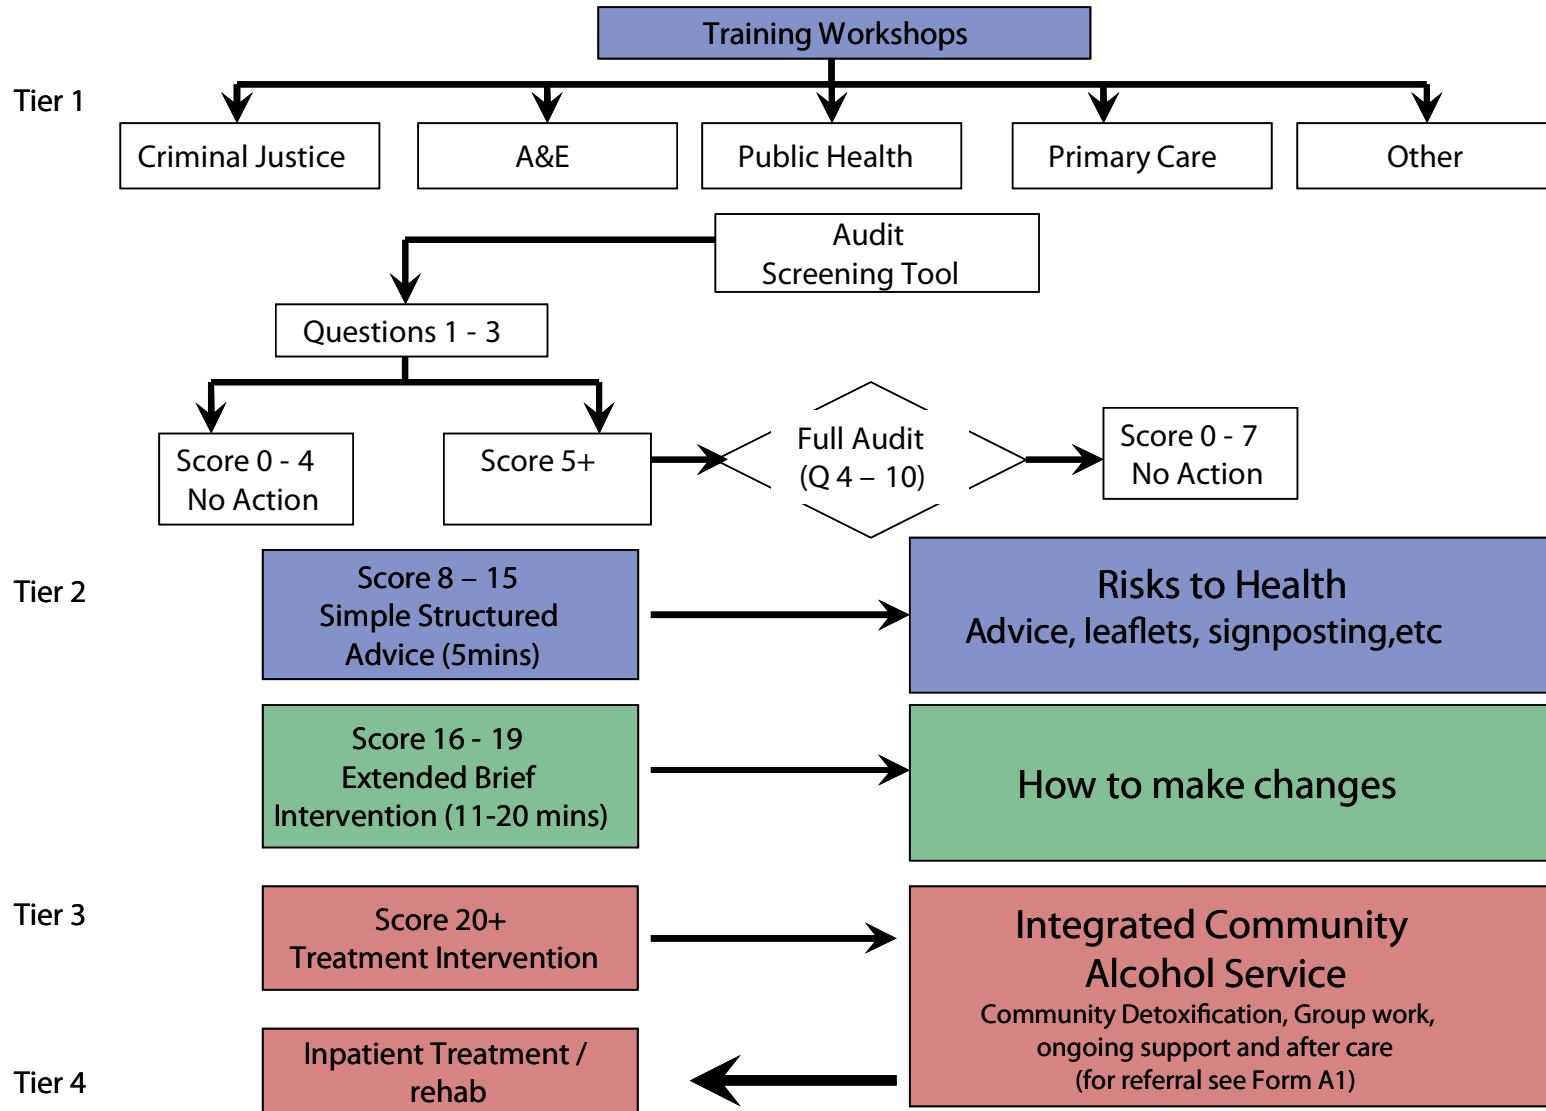 Training Workshops
Tier 1
Criminal Justice
A&E
Public Health
Primary Care
Other
Audit
Screening Tool
Questions 1 - 3
Score 0 - 4
No Action
Score 5+
Full Audit
(Q 4 – 10)
Score 0 - 7
No Action
Tier 2
Score 8 – 15
Simple Structured
Advice (5mins)
Risks to Health
Advice, leaflets, signposting,etc
Score 16 - 19
Extended Brief
Intervention (11-20 mins)
How to make changes
Tier 3
Score 20+
Treatment Intervention
Integrated Community
Alcohol Service
Community Detoxification, Group work,
ongoing support and after care
(for referral see Form A1)
Tier 4
Inpatient Treatment /
rehab